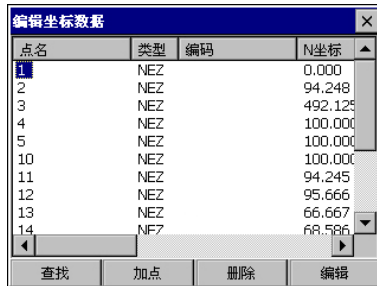 编辑坐标数据
点名 类型 编码 N坐标
1 NEZ 0.000
2 NEZ 94.248
3 NEZ 492.125
4 NEZ 100.000
5 NEZ 100.000
10 NEZ 100.000
11 NEZ 94.245
12 NEZ 95.666
13 NEZ 66.667
14 NEZ 68.586
查找 加点 删除 编辑